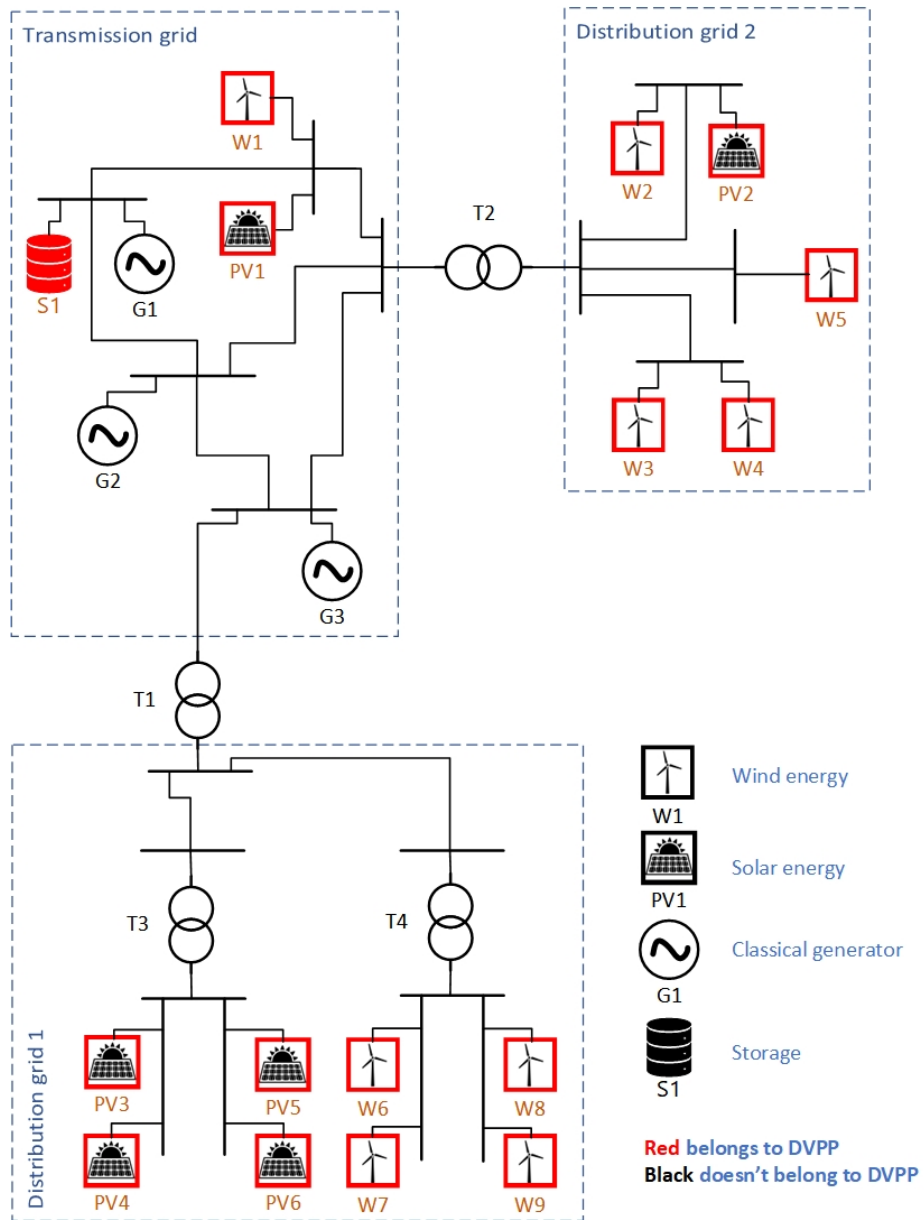 Transmission grid
Distribution grid 2
W1
W2
PV2
T2
PV1
S1
G1
W5
G2
W3
W4
G3
T1
Wind energy
W1
Solar energy
PV1
T3
T4
Classical generator
G1
Distribution grid 1
Storage
S1
PV3
PV5
W6
W8
PV4
PV6
W7
W9
Red belongs to DVPP
Black doesn't belong to DVPP